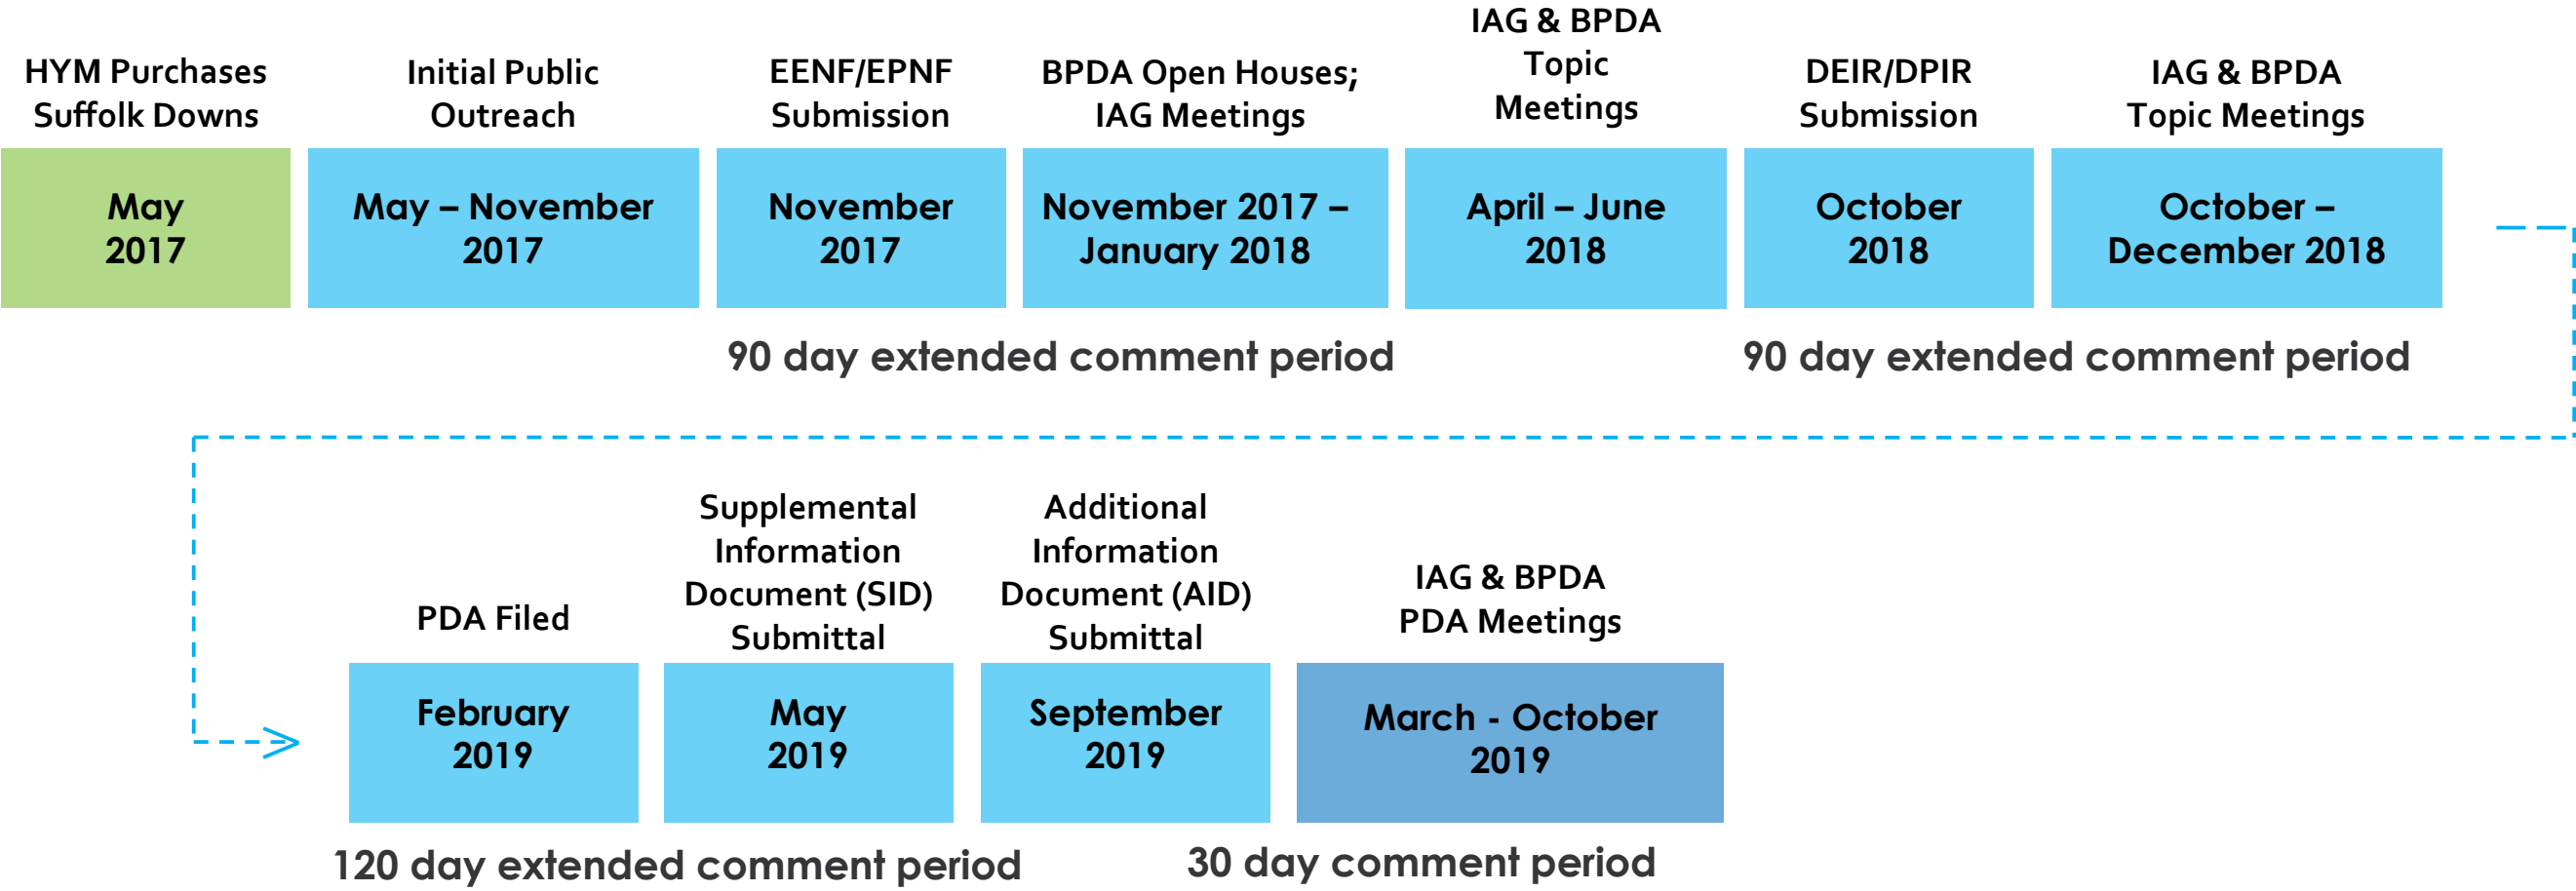 HYM Purchases
Suffolk Downs
May
2017
Initial Public
Outreach
May – November
2017
EENF/EPNF
Submission
November
2017
BPDA Open Houses;
IAG Meetings
November 2017 –
January 2018
IAG & BPDA
Topic
Meetings
April – June
2018
DEIR/DPIR
Submission
October
2018
IAG & BPDA
Topic Meetings
October –
December 2018
90 day extended comment period
90 day extended comment period
PDA Filed
February
2019
Supplemental
Information
Document (SID)
Submittal
May
2019
Additional
Information
Document (AID)
Submittal
September
2019
IAG & BPDA
PDA Meetings
March - October
2019
120 day extended comment period
30 day comment period